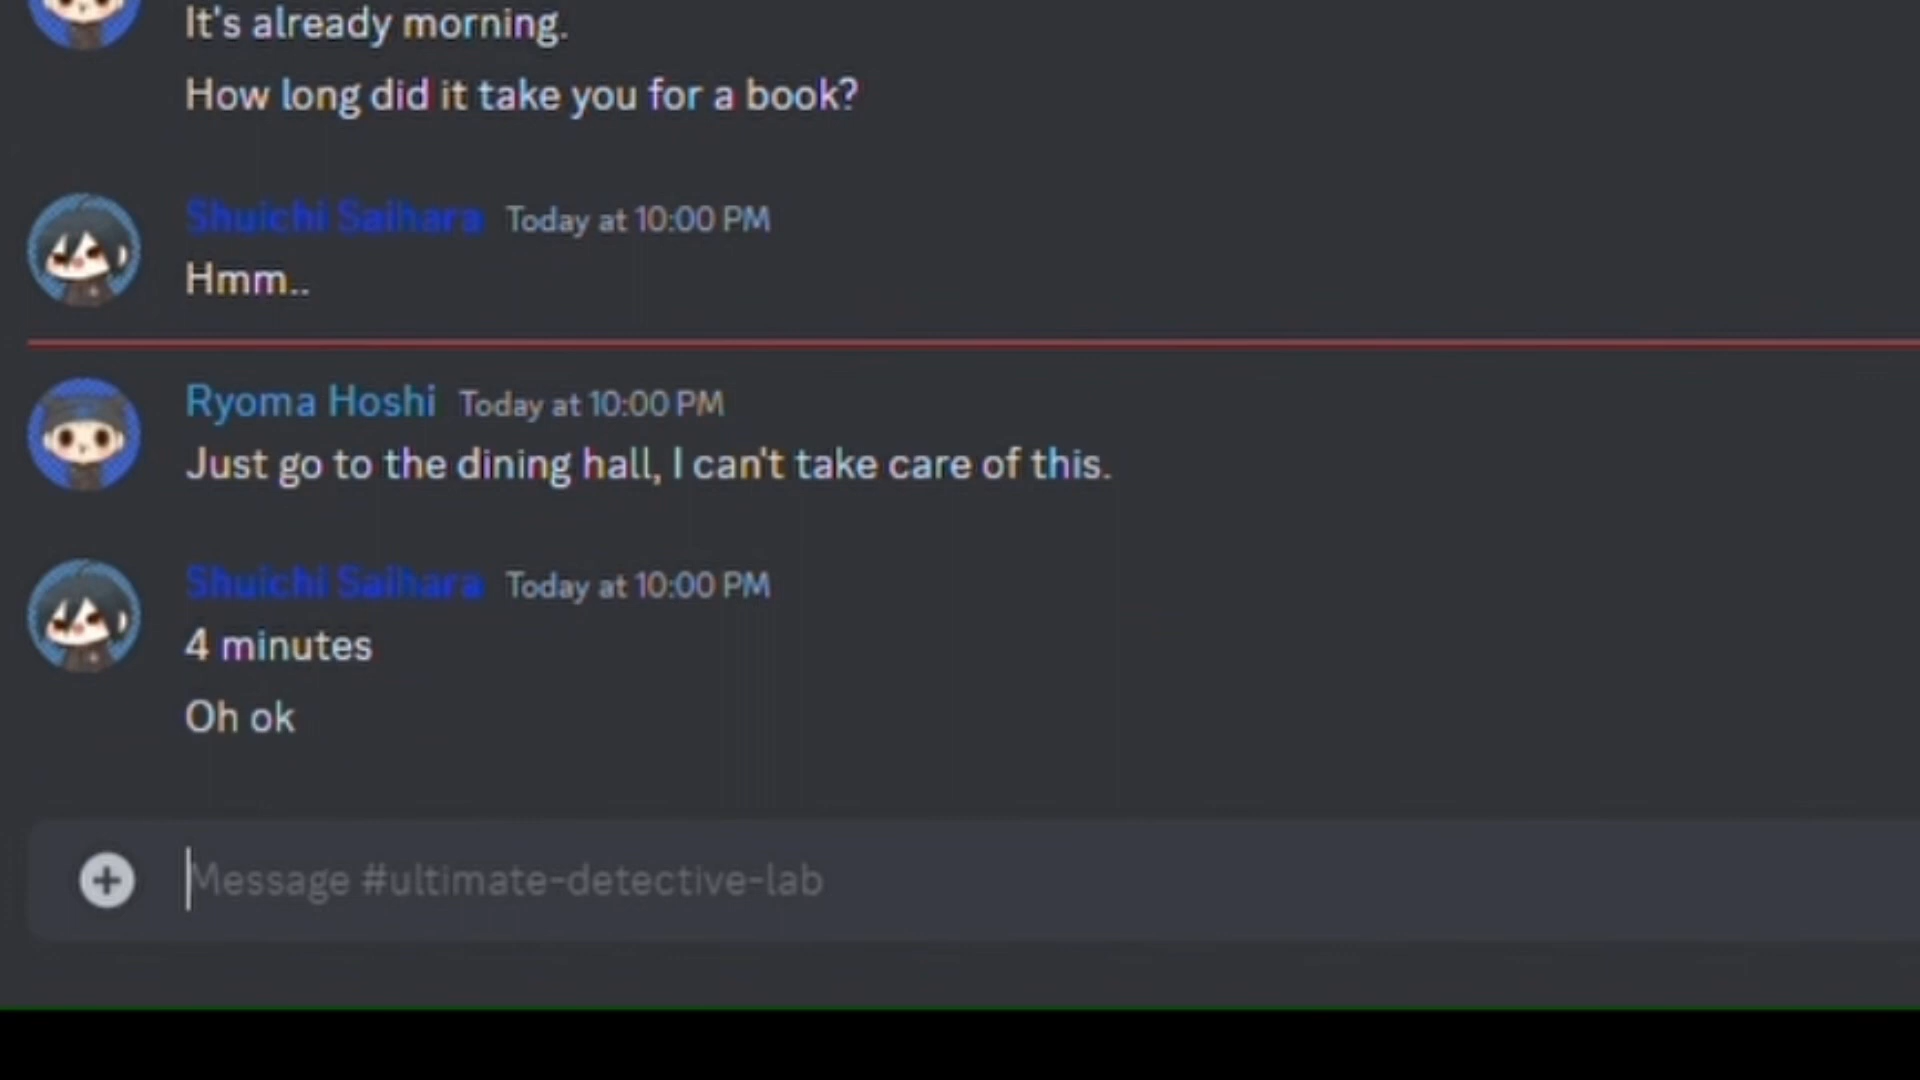 It's already morning.
How long did it take you for a book?
Shuichi Saihara Today at 10:00 PM
Hmm..
Ryoma Hoshi Today at 10:00 PM
Just go to the dining hall, I can't take care of this.
Shuichi Saihara Today at 10:00 PM
4 minutes
Oh ok
Message #ultimate-detective-lab